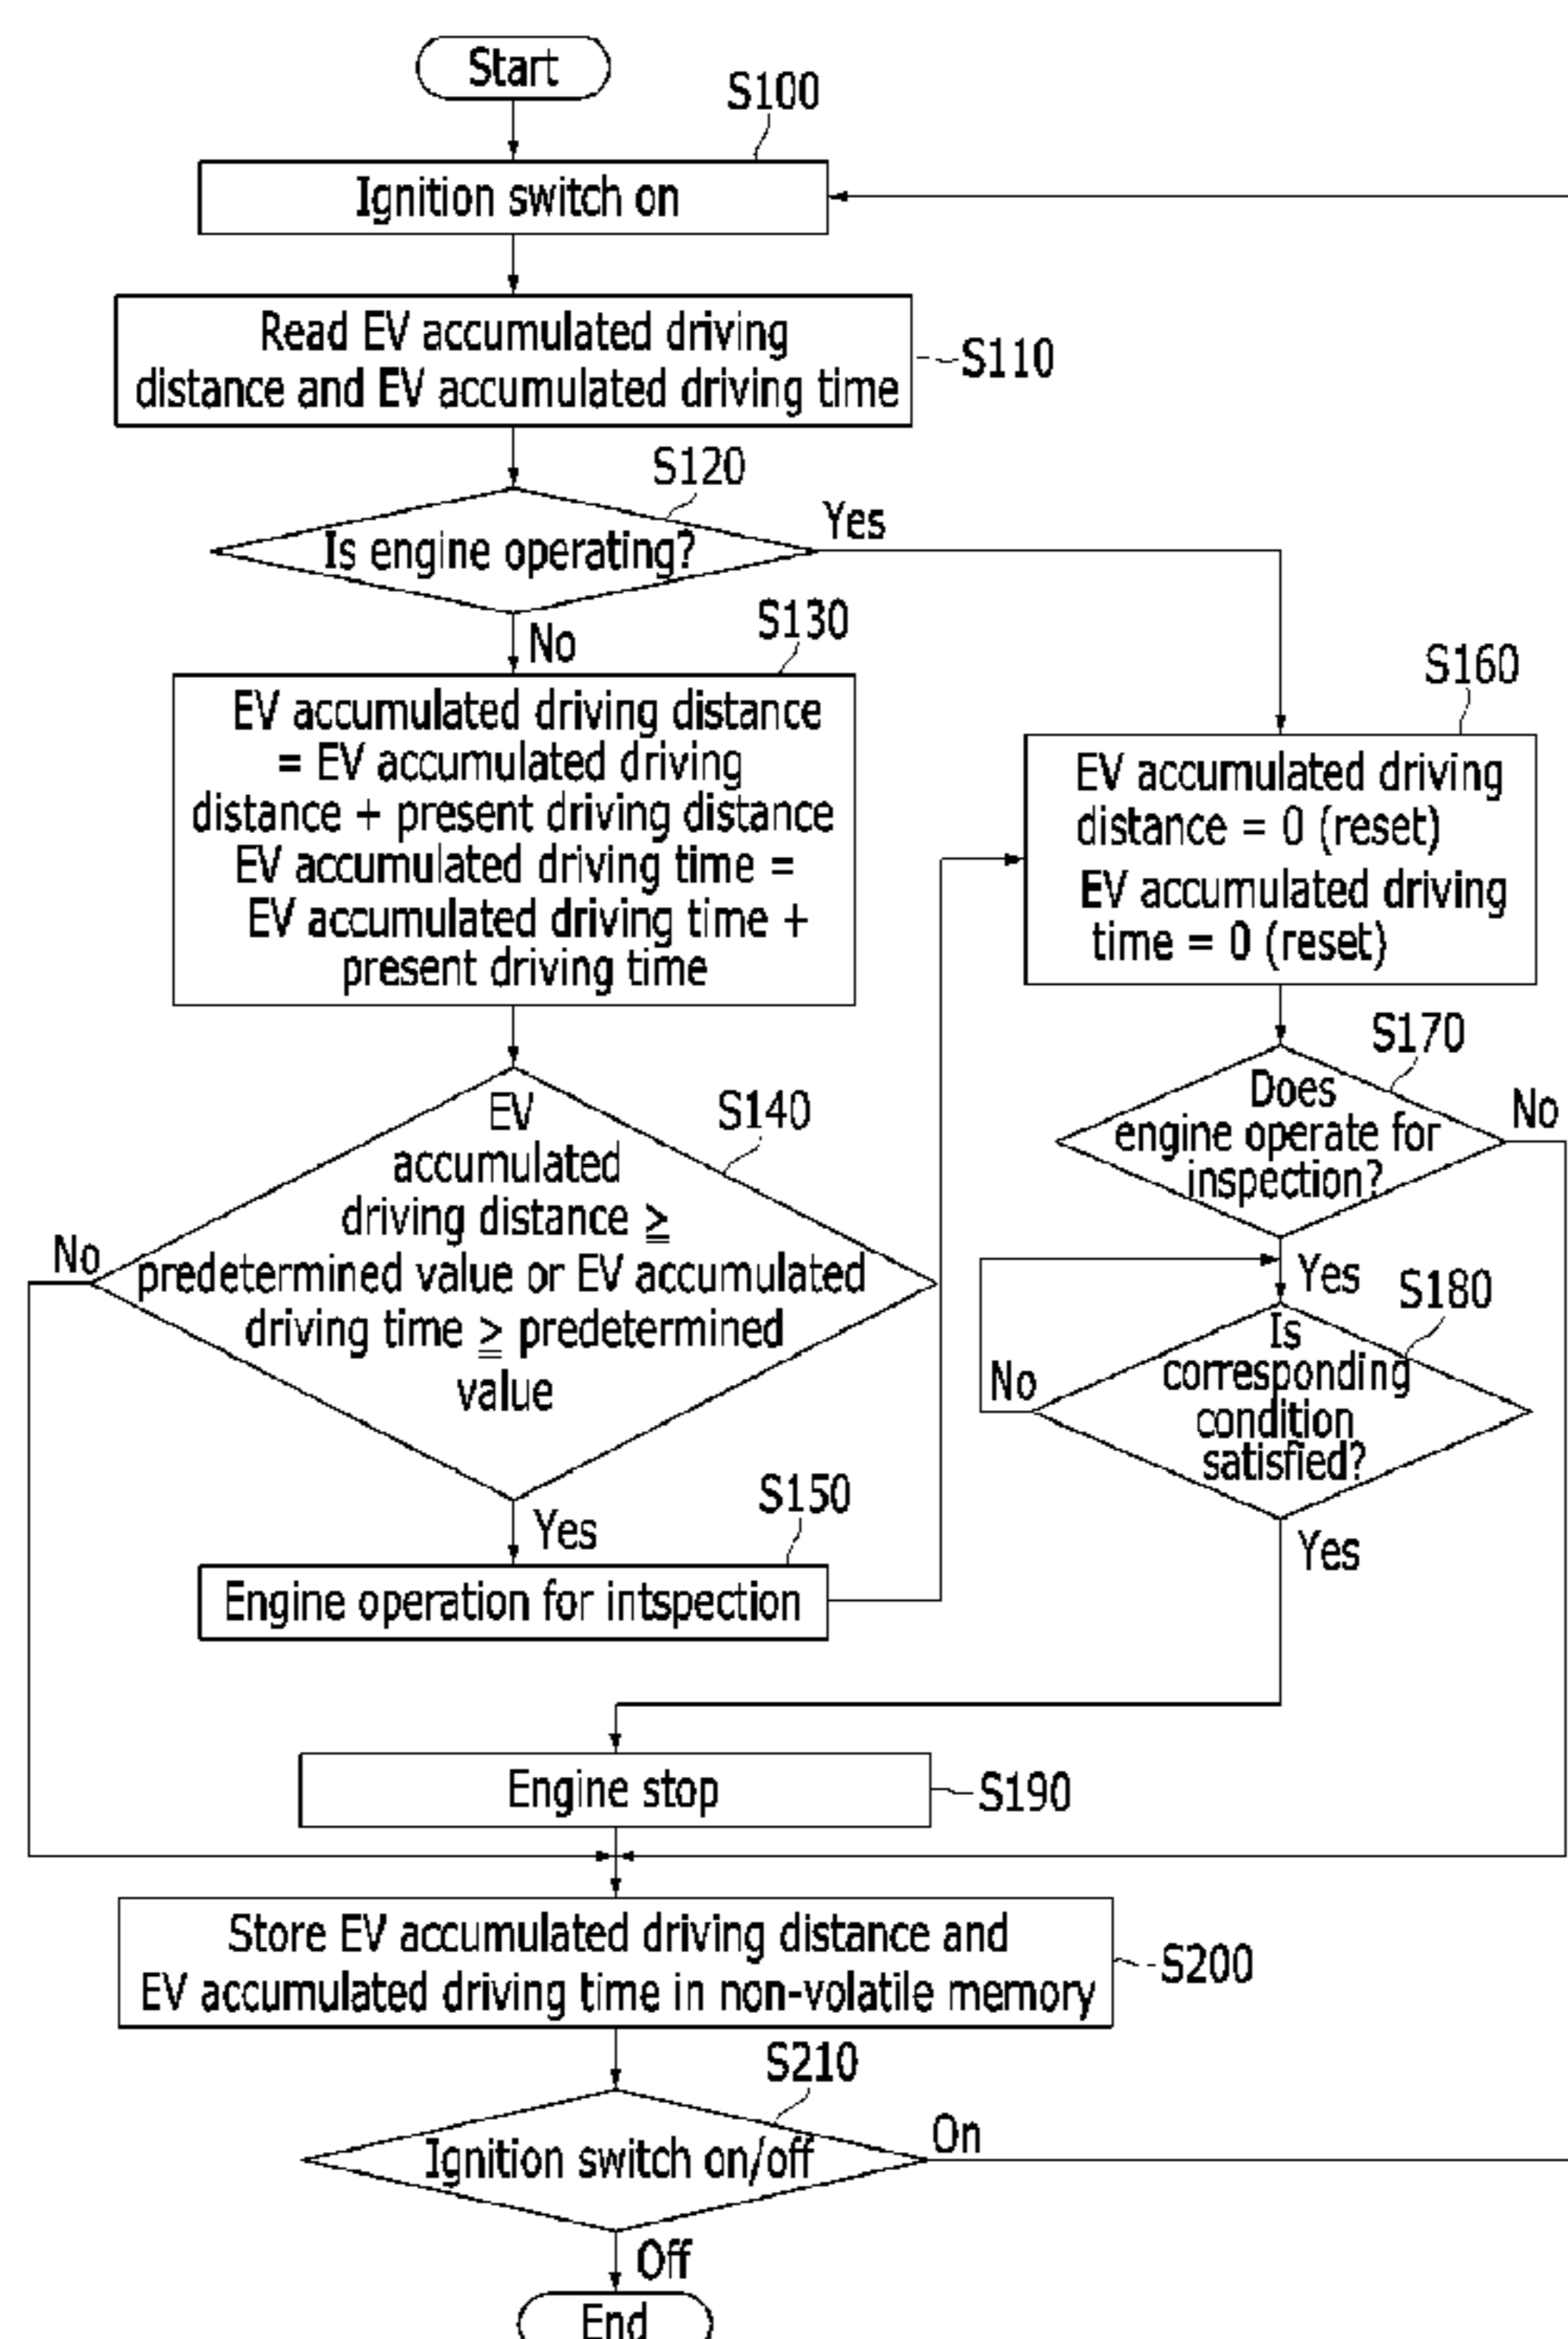 Start
S100
Ignition switch on
Read EV accumulated driving
distance and EV accumulated driving time
S110
S120
Is engine operating?
Yes
No
S130
EV accumulated driving distance
= EV accumulated driving
distance + present driving distance
EV accumulated driving time =
EV accumulated driving time +
present driving time
S160
EV accumulated driving
distance = 0 (reset)
EV accumulated driving
time = 0 (reset)
S140
EV
accumulated
driving distance ≧
predetermined value or EV accumulated
driving time ≧ predetermined
value
No
Yes
S170
Does
engine operate for
inspection?
No
Yes
S180
Is
corresponding
condition
satisfied?
No
Yes
S150
Engine operation for intspection
Engine stop
S190
Store EV accumulated driving distance and
EV accumulated driving time in non-volatile memory
S200
S210
Ignition switch on/off
On
Off
End